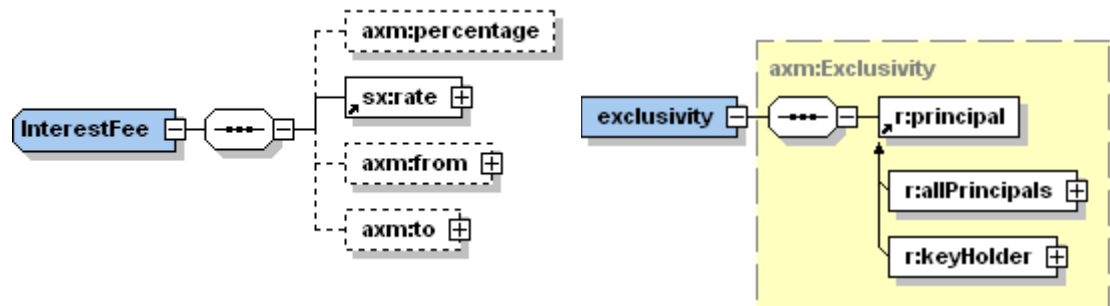 InterestFee
axm:percentage
sx:rate
axm:from
axm:to
exclusivity
axm:Exclusivity
r:principal
r:allPrincipals
r:keyHolder